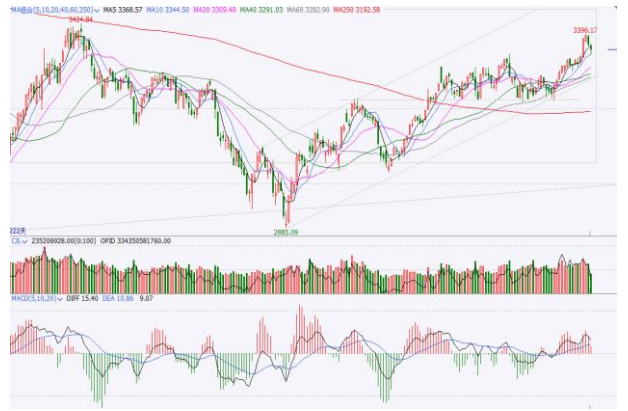 MA组合(5,10,20,40,60,250) MA5 3368.57 MA10 3344.50 MA20 3309.49 MA40 3291.03 MA60 3282.90 MA250 3192.58
3424.84
3396.17
2885.09
222天
CJL 235206928.00(0:100) OPID 334350581760.00
MACD(5,10,20) DIFF 15.40 DEA 10.86 9.07